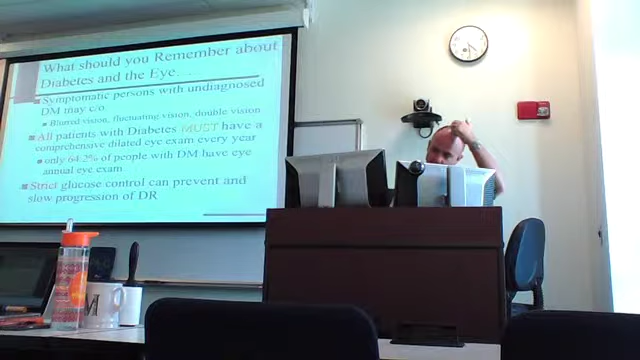 What should you Remember about
Diabetes and the Eye…
Symptomatic persons with undiagnosed
DM may c/o
Blurred vision, fluctuating vision, double vision
All patients with Diabetes MUST have a
comprehensive dilated eye exam every year
only 64.2% of people with DM have eye
annual eye exam
Strict glucose control can prevent and
slow progression of DR